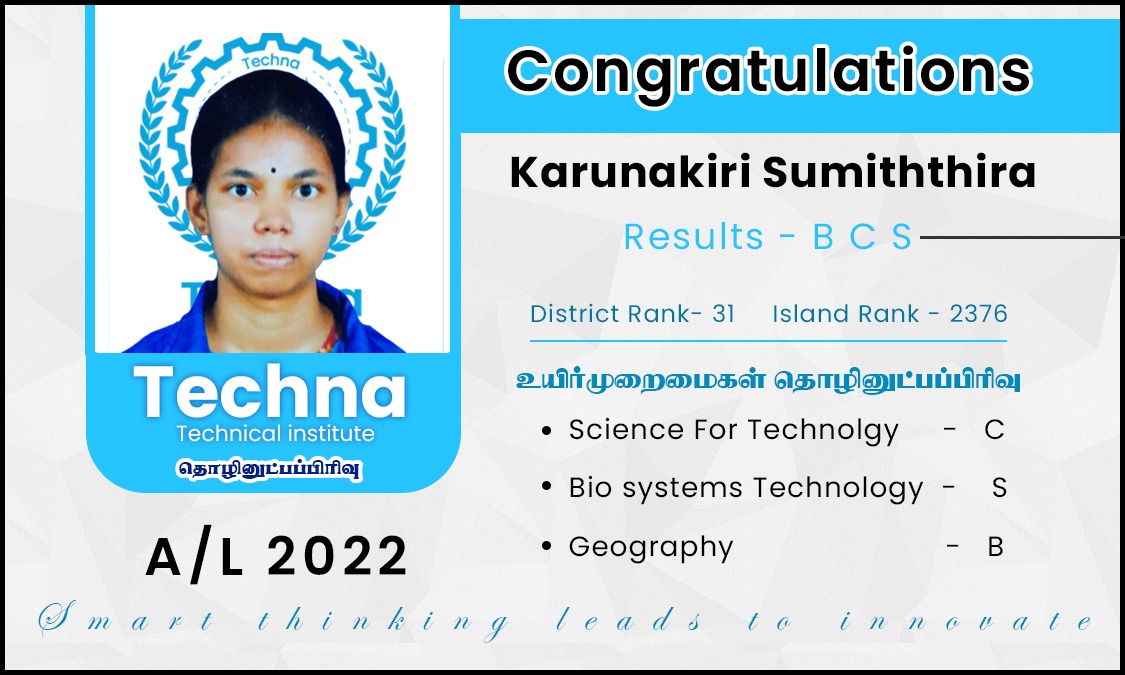 Techna
Congratulations
Karunakiri Sumiththira
Results - B C S
District Rank- 31 Island Rank - 2376
உயிர்முறைமைகள் தொழினுட்பப்பிரிவு
• Science For Technolgy - C
• Bio systems Technology - S
• Geography - B
Techna
Technical institute
தொழினுட்பப்பிரிவு
A/L 2022
Smart thinking leads to innovate